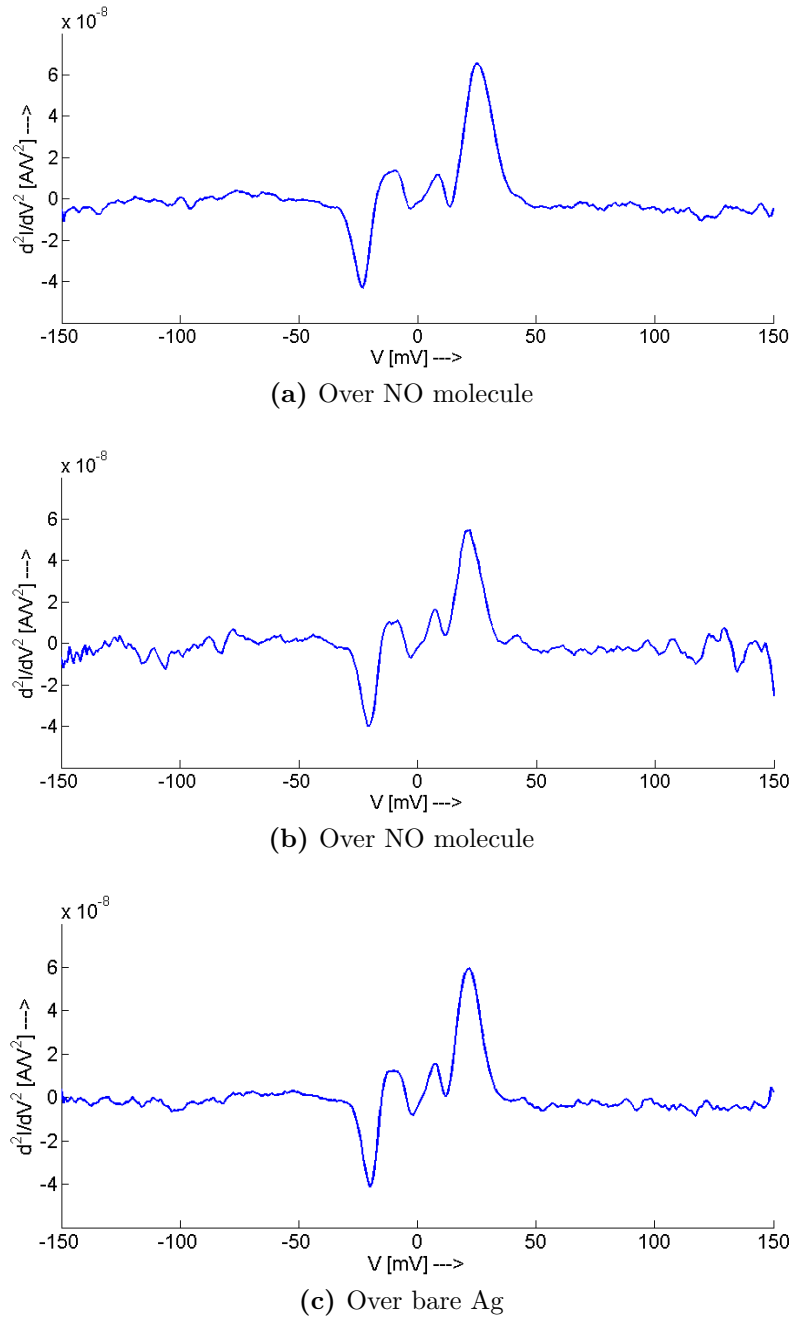 x 10^-8
d^2I/dV^2 [A/V^2] --->
6
4
2
0
-2
-4
-150 -100 -50 0 50 100 150
V [mV] --->
(a) Over NO molecule
x 10^-8
d^2I/dV^2 [A/V^2] --->
6
4
2
0
-2
-4
-150 -100 -50 0 50 100 150
V [mV] --->
(b) Over NO molecule
x 10^-8
d^2I/dV^2 [A/V^2] --->
6
4
2
0
-2
-4
-150 -100 -50 0 50 100 150
V [mV] --->
(c) Over bare Ag